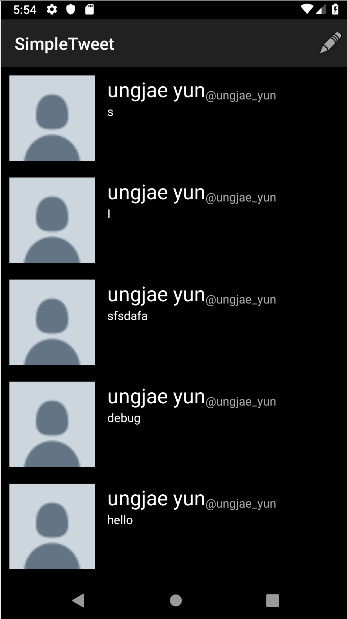 5:54
SimpleTweet
ungjae yun@ungjae_yun
s
ungjae yun@ungjae_yun
l
ungjae yun@ungjae_yun
sfsdafa
ungjae yun@ungjae_yun
debug
ungjae yun@ungjae_yun
hello